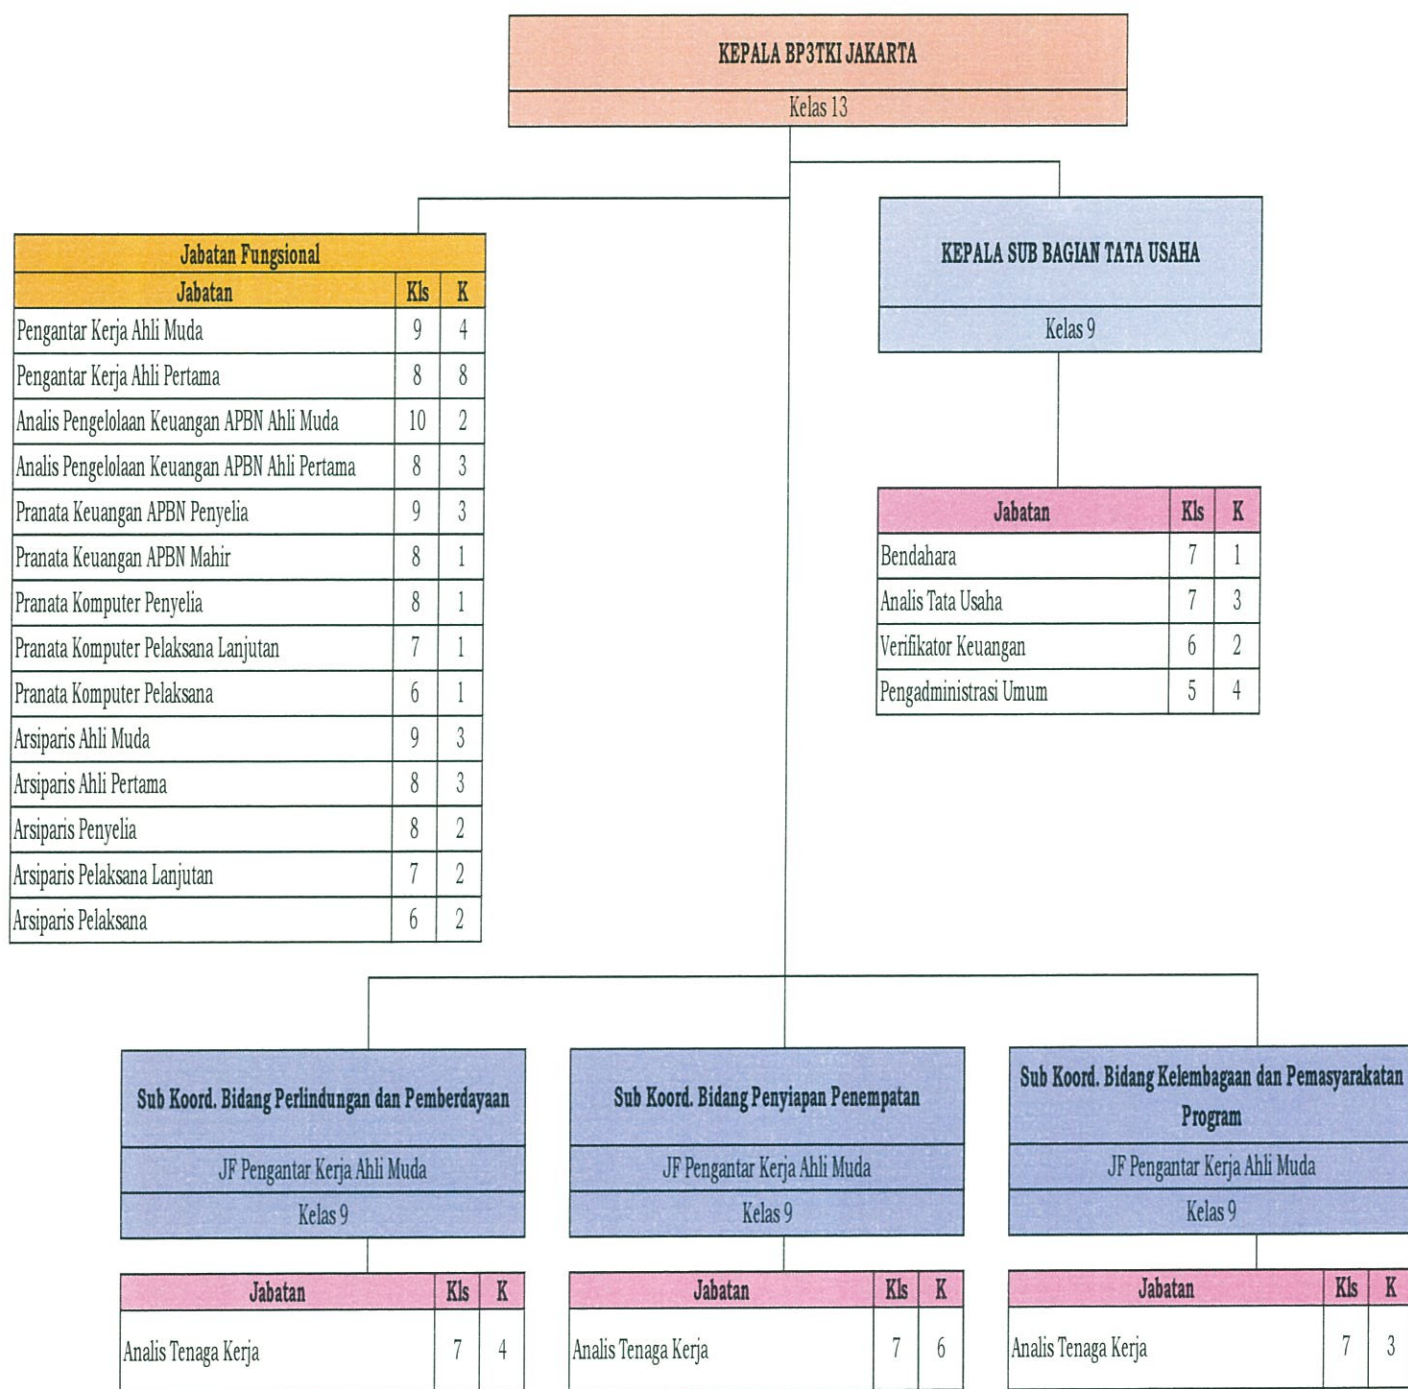 KEPALA BP3TKI JAKARTA
Kelas 13
KEPALA SUB BAGIAN TATA USAHA
Kelas 9
Jabatan Fungsional
Jabatan Kls K
Pengantar Kerja Ahli Muda 9 4
Pengantar Kerja Ahli Pertama 8 8
Analis Pengelolaan Keuangan APBN Ahli Muda 10 2
Analis Pengelolaan Keuangan APBN Ahli Pertama 8 3
Pranata Keuangan APBN Penyelia 9 3
Pranata Keuangan APBN Mahir 8 1
Pranata Komputer Penyelia 8 1
Pranata Komputer Pelaksana Lanjutan 7 1
Pranata Komputer Pelaksana 6 1
Arsiparis Ahli Muda 9 3
Arsiparis Ahli Pertama 8 3
Arsiparis Penyelia 8 2
Arsiparis Pelaksana Lanjutan 7 2
Arsiparis Pelaksana 6 2
Jabatan Kls K
Bendahara 7 1
Analis Tata Usaha 7 3
Verifikator Keuangan 6 2
Pengadministrasi Umum 5 4
Sub Koord. Bidang Perlindungan dan Pemberdayaan
JF Pengantar Kerja Ahli Muda
Kelas 9
Jabatan Kls K
Analis Tenaga Kerja 7 4
Sub Koord. Bidang Penyiapan Penempatan
JF Pengantar Kerja Ahli Muda
Kelas 9
Jabatan Kls K
Analis Tenaga Kerja 7 6
Sub Koord. Bidang Kelembagaan dan Pemasyarakatan
Program
JF Pengantar Kerja Ahli Muda
Kelas 9
Jabatan Kls K
Analis Tenaga Kerja 7 3